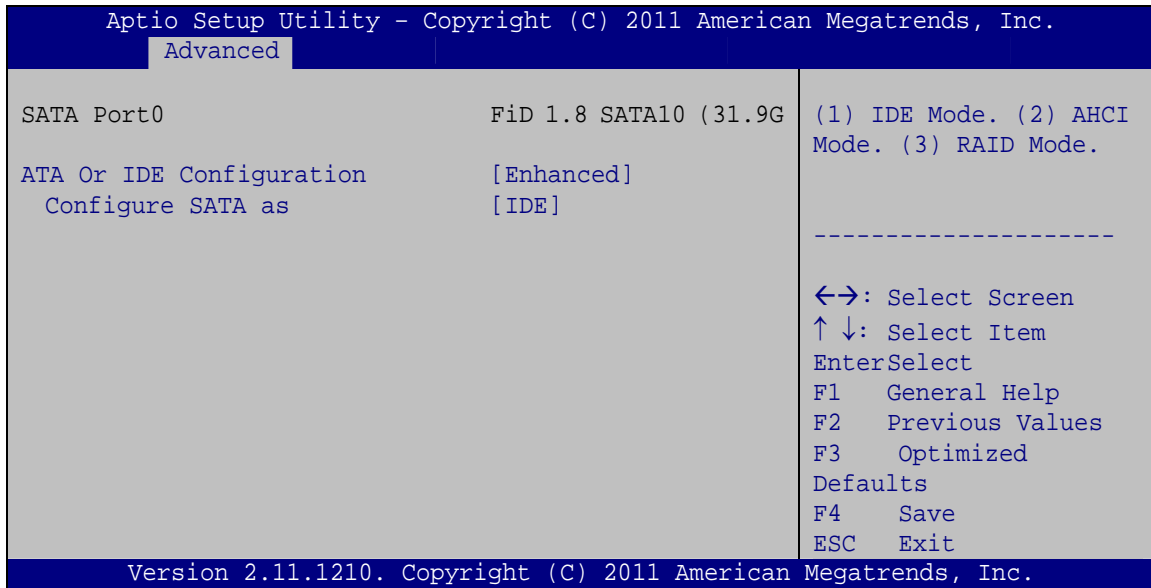 Aptio Setup Utility – Copyright (C) 2011 American Megatrends, Inc.
Advanced
SATA Port0 FiD 1.8 SATA10 (31.9G
ATA Or IDE Configuration [Enhanced]
Configure SATA as [IDE]
(1) IDE Mode. (2) AHCI
Mode. (3) RAID Mode.
---------------------
←→: Select Screen
↑ ↓: Select Item
EnterSelect
F1 General Help
F2 Previous Values
F3 Optimized
Defaults
F4 Save
ESC Exit
Version 2.11.1210. Copyright (C) 2011 American Megatrends, Inc.